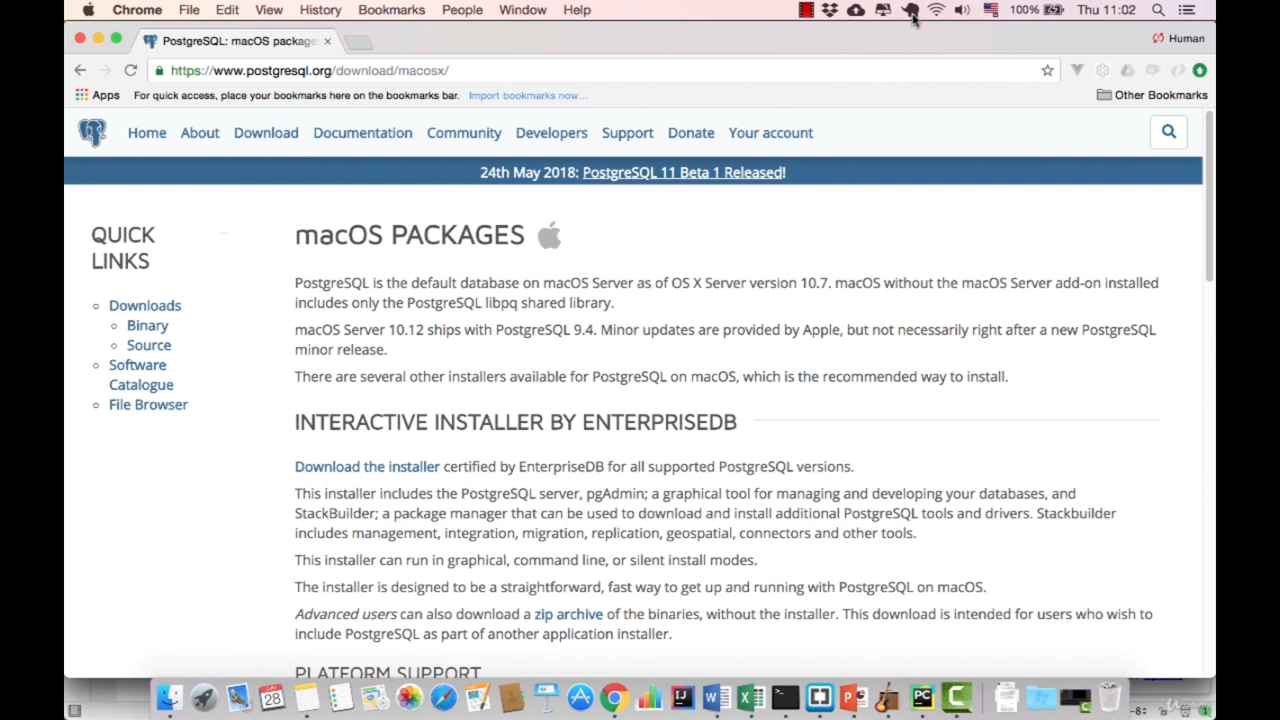 Chrome File Edit View History Bookmarks People Window Help 100% Thu 11:02
PostgreSQL: macOS package Human
https://www.postgresql.org/download/macosx/
Apps For quick access, place your bookmarks here on the bookmarks bar. Import bookmarks now... Other Bookmarks
Home About Download Documentation Community Developers Support Donate Your account
24th May 2018: PostgreSQL 11 Beta 1 Released!
QUICK
LINKS
Downloads
Binary
Source
Software
Catalogue
File Browser
macOS PACKAGES
PostgreSQL is the default database on macOS Server as of OS X Server version 10.7. macOS without the macOS Server add-on installed
includes only the PostgreSQL libpq shared library.
macOS Server 10.12 ships with PostgreSQL 9.4. Minor updates are provided by Apple, but not necessarily right after a new PostgreSQL
minor release.
There are several other installers available for PostgreSQL on macOS, which is the recommended way to install.
INTERACTIVE INSTALLER BY ENTERPRISEDB
Download the installer certified by EnterpriseDB for all supported PostgreSQL versions.
This installer includes the PostgreSQL server, pgAdmin; a graphical tool for managing and developing your databases, and
StackBuilder; a package manager that can be used to download and install additional PostgreSQL tools and drivers. Stackbuilder
includes management, integration, migration, replication, geospatial, connectors and other tools.
This installer can run in graphical, command line, or silent install modes.
The installer is designed to be a straightforward, fast way to get up and running with PostgreSQL on macOS.
Advanced users can also download a zip archive of the binaries, without the installer. This download is intended for users who wish to
include PostgreSQL as part of another application installer.
PLATFORM SUPPORT
28